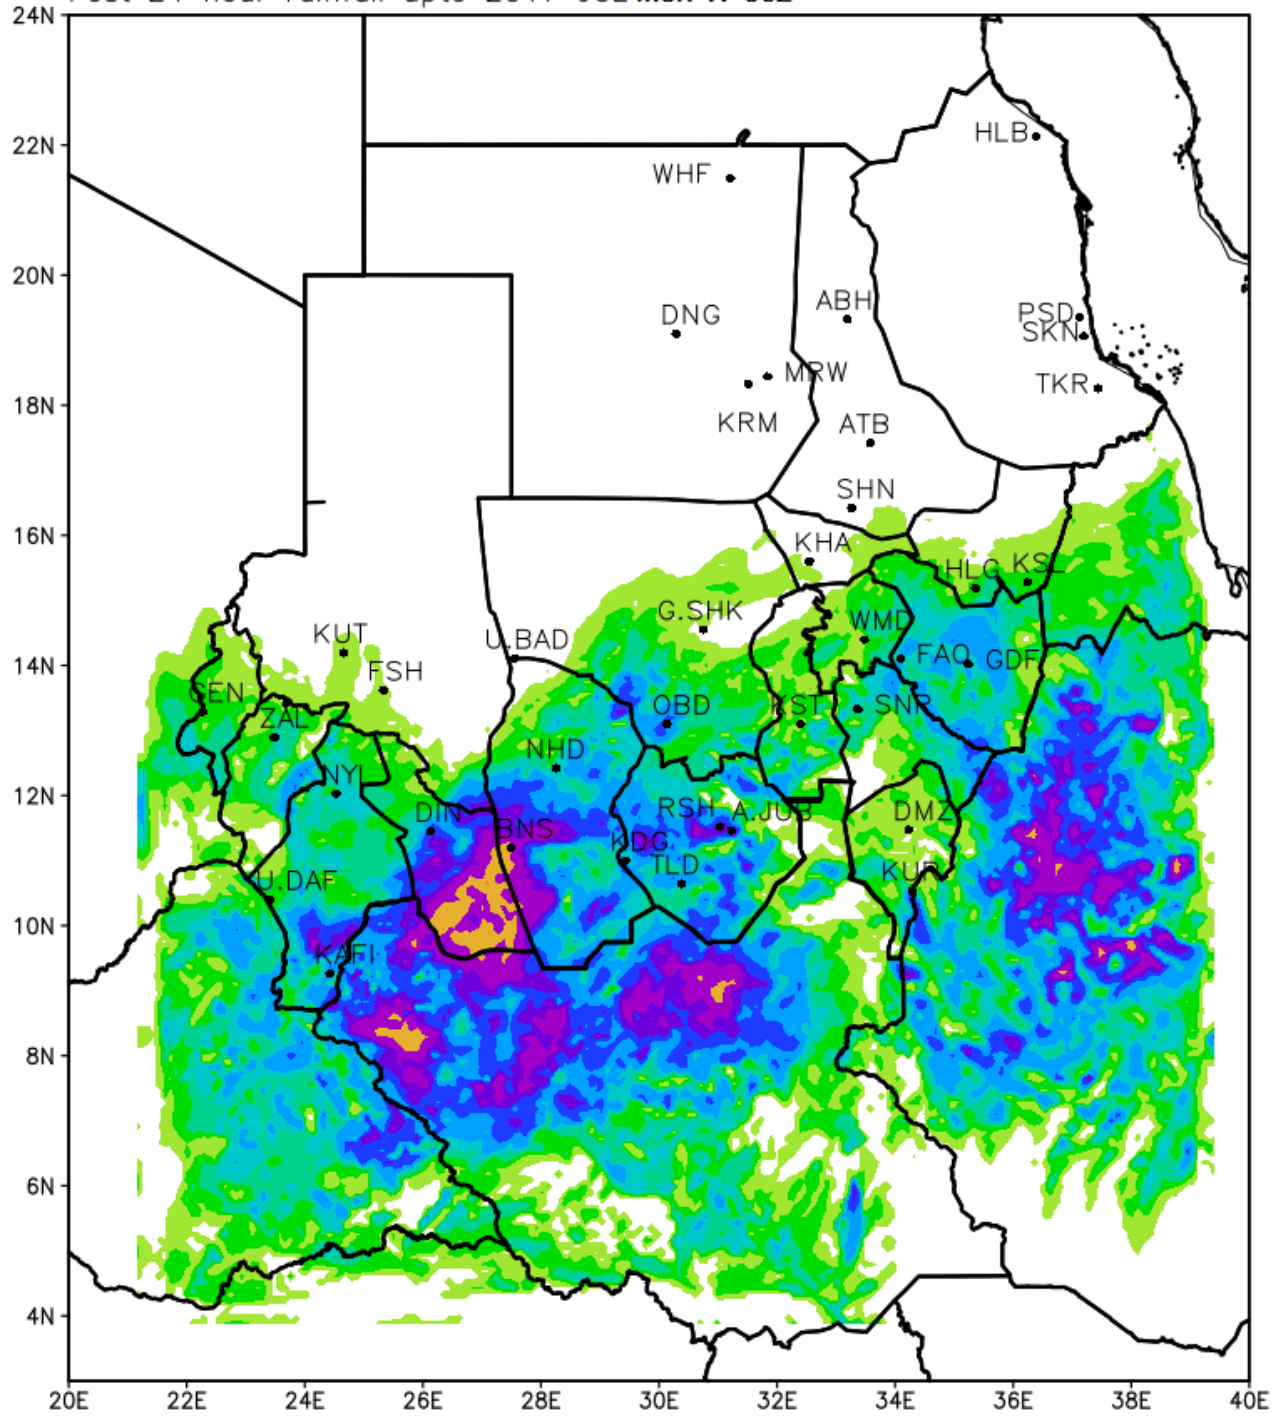 24N
HLB
22N
WHF
20N
ABH
DNG
PSD
SKN
MRW
TKR
18N
KRM
ATB
SHN
16N
KHA
HLG
KSL
G.SHK
WMD
KUT
U.BAD
FAO
GDF
14N
FSH
GEN
OBD
KST
SNR
ZAL
NHD
NYL
12N
DIN
RSH
A.JUB
DMZ
BNS
KDG
TLD
KUR
U.DAF
10N
KAFI
8N
6N
4N
20E 22E 24E 26E 28E 30E 32E 34E 36E 38E 40E